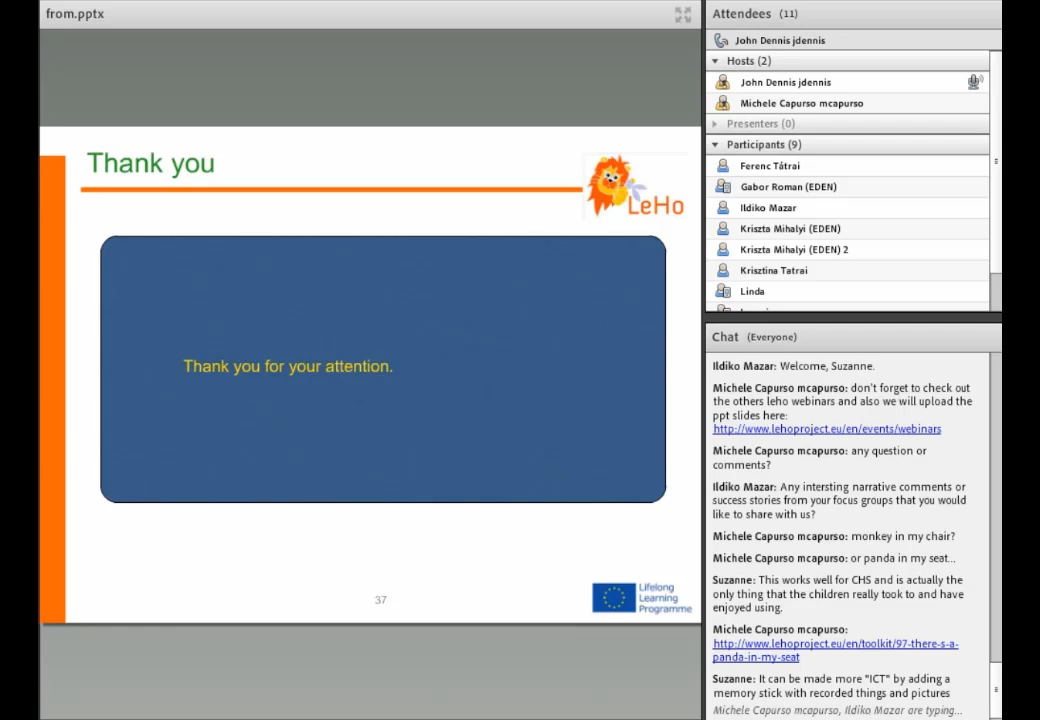 from.pptx
Thank you
LeHo
Thank you for your attention.
37
Lifelong
Learning
Programme
Attendees (11)
John Dennis jdennis
Hosts (2)
John Dennis jdennis
Michele Capurso mcapurso
Presenters (0)
Participants (9)
Ferenc Tátrai
Gabor Roman (EDEN)
Ildiko Mazar
Kriszta Mihalyi (EDEN)
Kriszta Mihalyi (EDEN) 2
Krisztina Tatrai
Linda
Chat (Everyone)
Ildiko Mazar: Welcome, Suzanne.
Michele Capurso mcapurso: don't forget to check out
the others leho webinars and also we will upload the
ppt slides here:
http://www.lehoproject.eu/en/events/webinars
Michele Capurso mcapurso: any question or
comments?
Ildiko Mazar: Any intersting narrative comments or
success stories from your focus groups that you would
like to share with us?
Michele Capurso mcapurso: monkey in my chair?
Michele Capurso mcapurso: or panda in my seat...
Suzanne: This works well for CHS and is actually the
only thing that the children really took to and have
enjoyed using.
Michele Capurso mcapurso:
http://www.lehoproject.eu/en/toolkit/97-there-s-a-
panda-in-my-seat
Suzanne: It can be made more "ICT" by adding a
memory stick with recorded things and pictures
Michele Capurso mcapurso, Ildiko Mazar are typing...